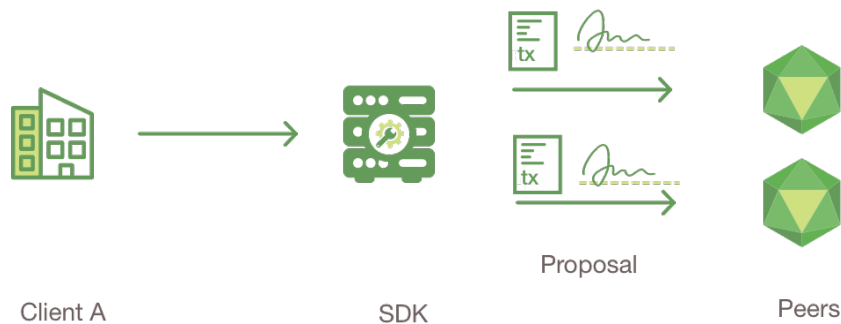 tx
tx
Proposal
Client A
SDK
Peers